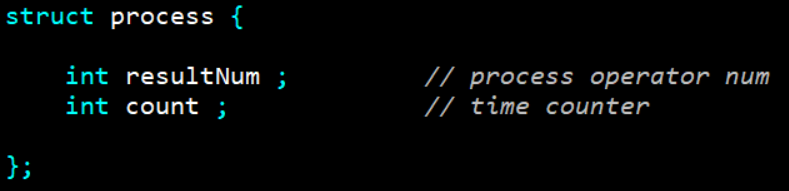 struct process {
int resultNum ; // process operator num
int count ; // time counter
};